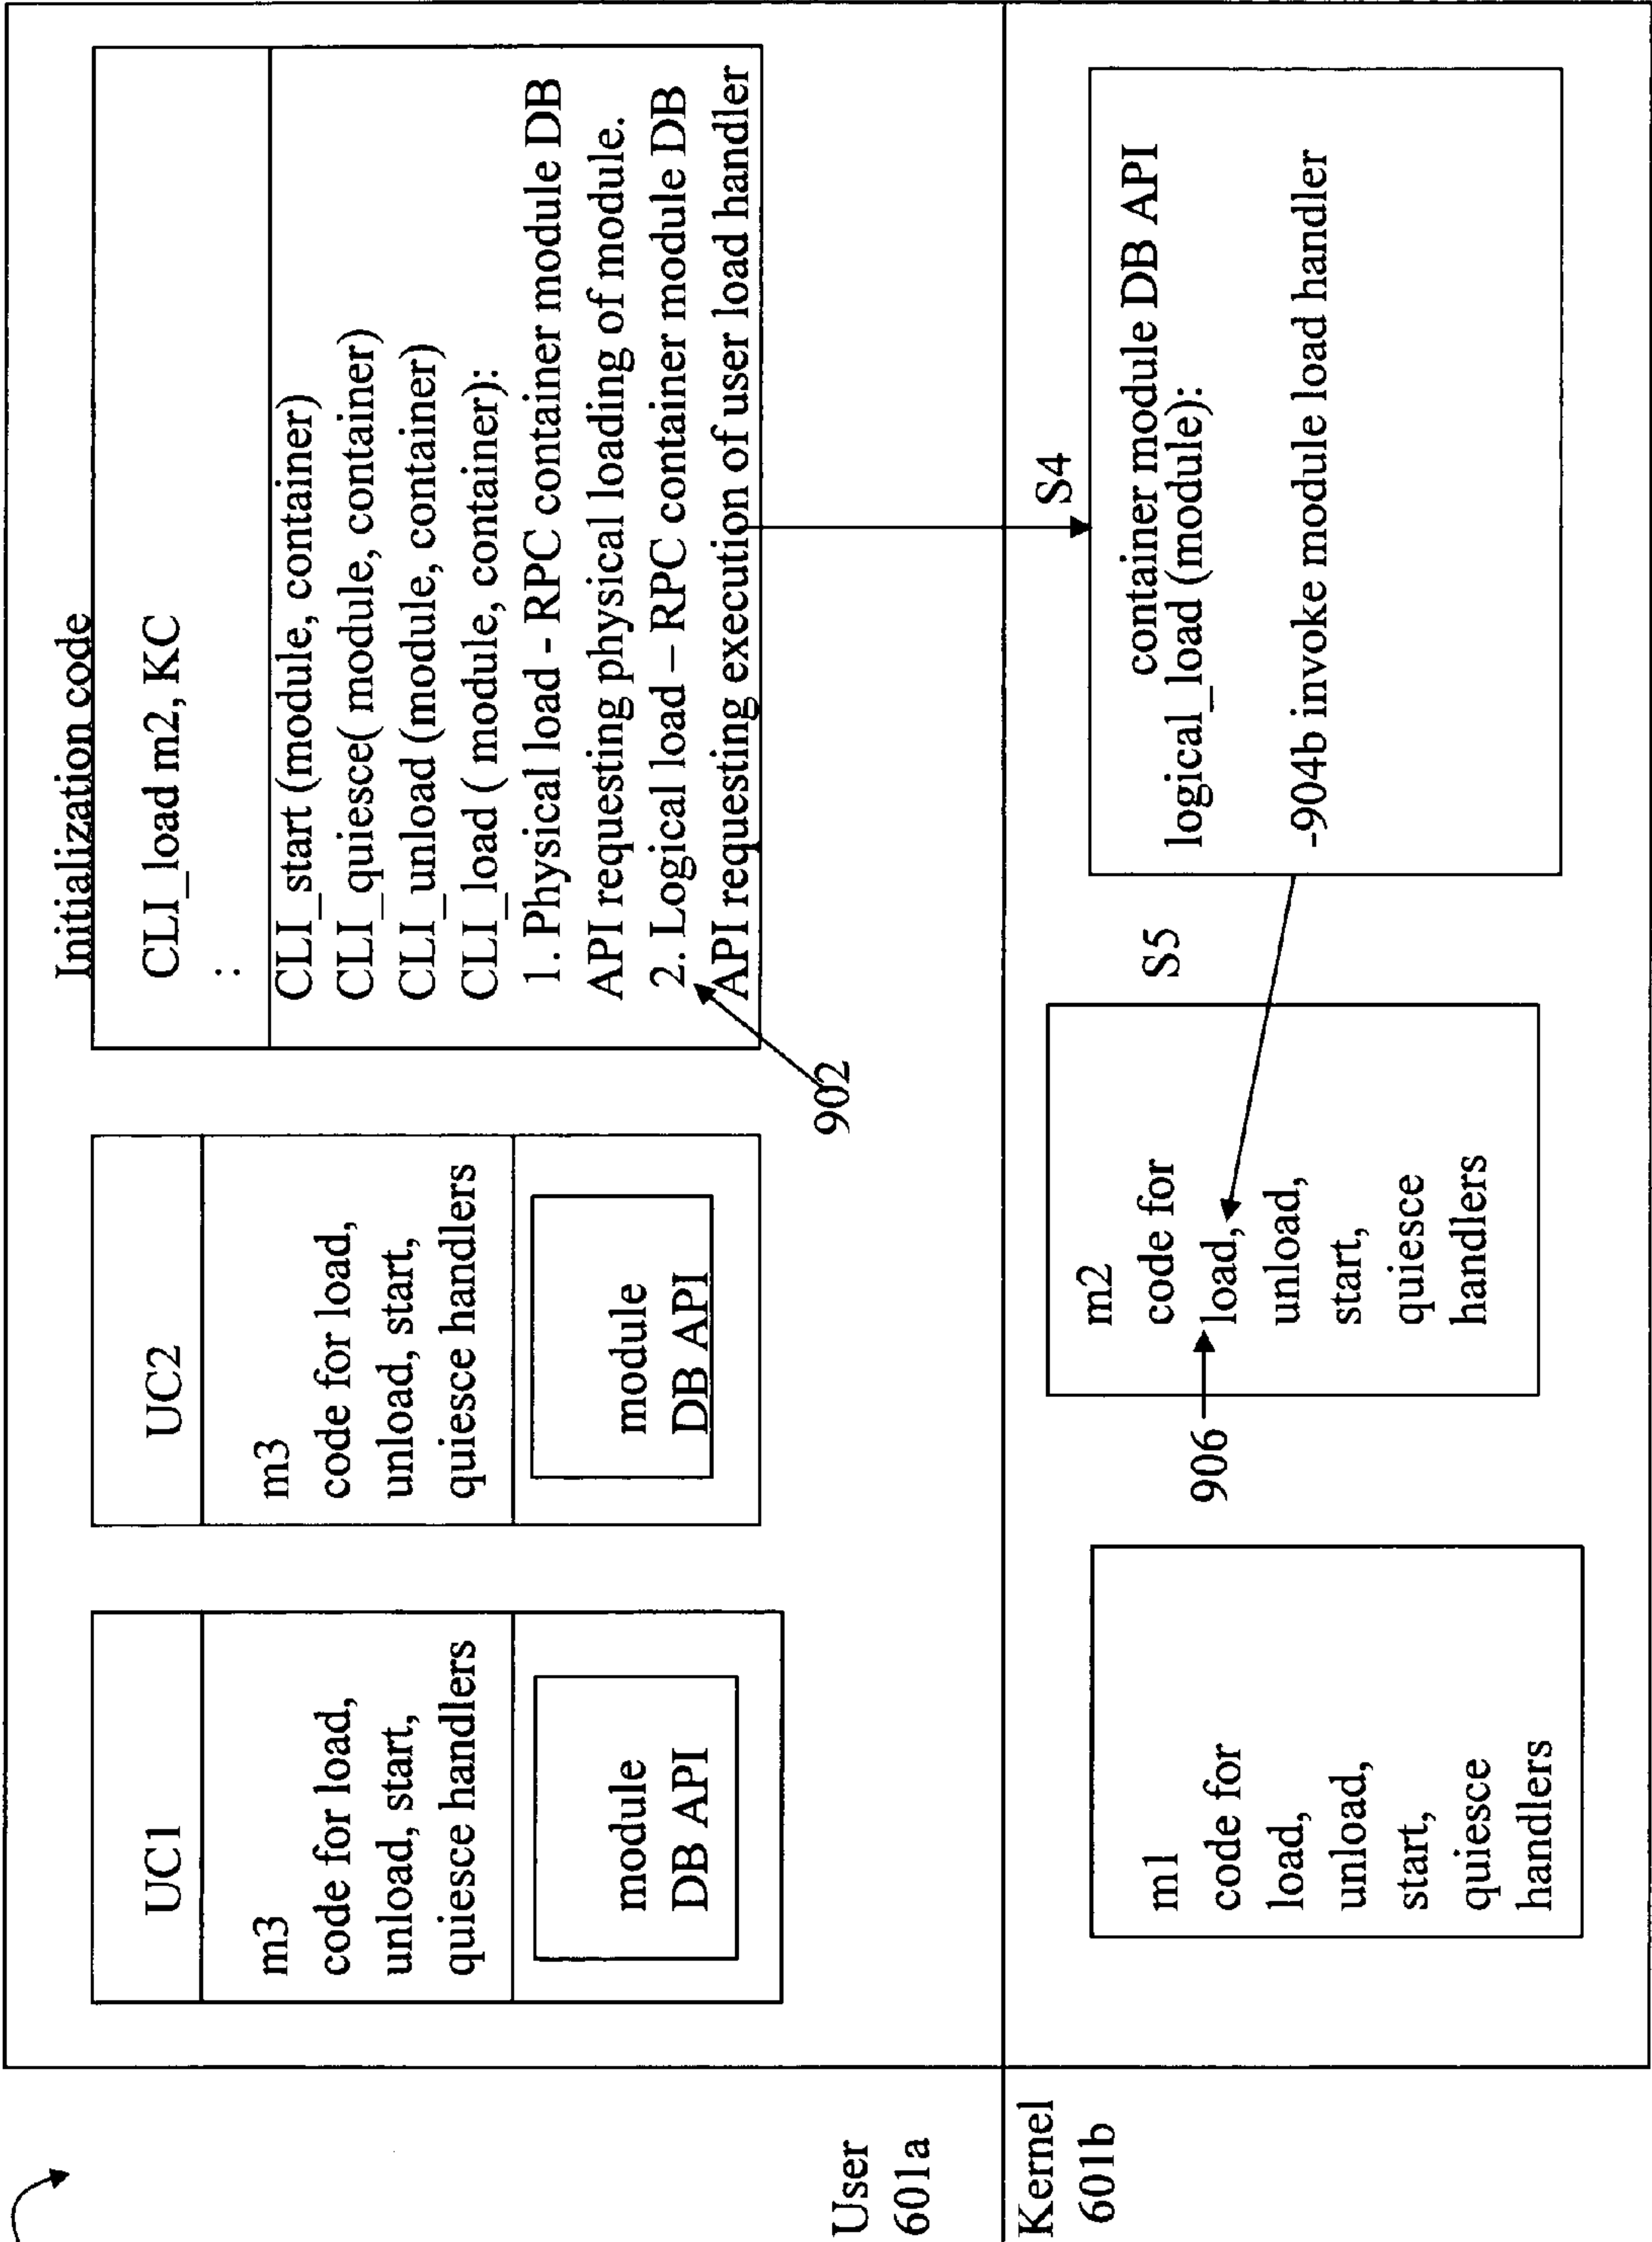 Initialization code
UC1
m3
code for load,
unload, start,
quiesce handlers
module
DB API
UC2
m3
code for load,
unload, start,
quiesce handlers
module
DB API
CLI_load m2, KC
:
CLI_start (module, container)
CLI_quiesce( module, container)
CLI_unload (module, container)
CLI_load ( module, container):
1. Physical load - RPC container module DB
API requesting physical loading of module.
2. Logical load – RPC container module DB
API requesting execution of user load handler
902
User
601a
Kernel
601b
S4
m1
code for
load,
unload,
start,
quiesce
handlers
906
m2
code for
load,
unload,
start,
quiesce
handlers
S5
container module DB API
logical_load (module):
-904b invoke module load handler